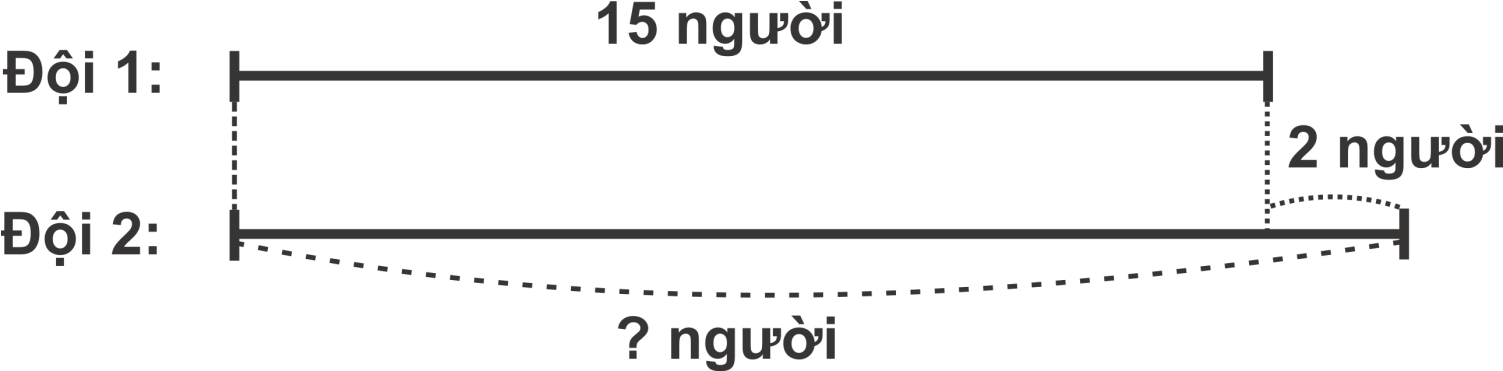 15 người
Đội 1:
2 người
Đội 2:
? người